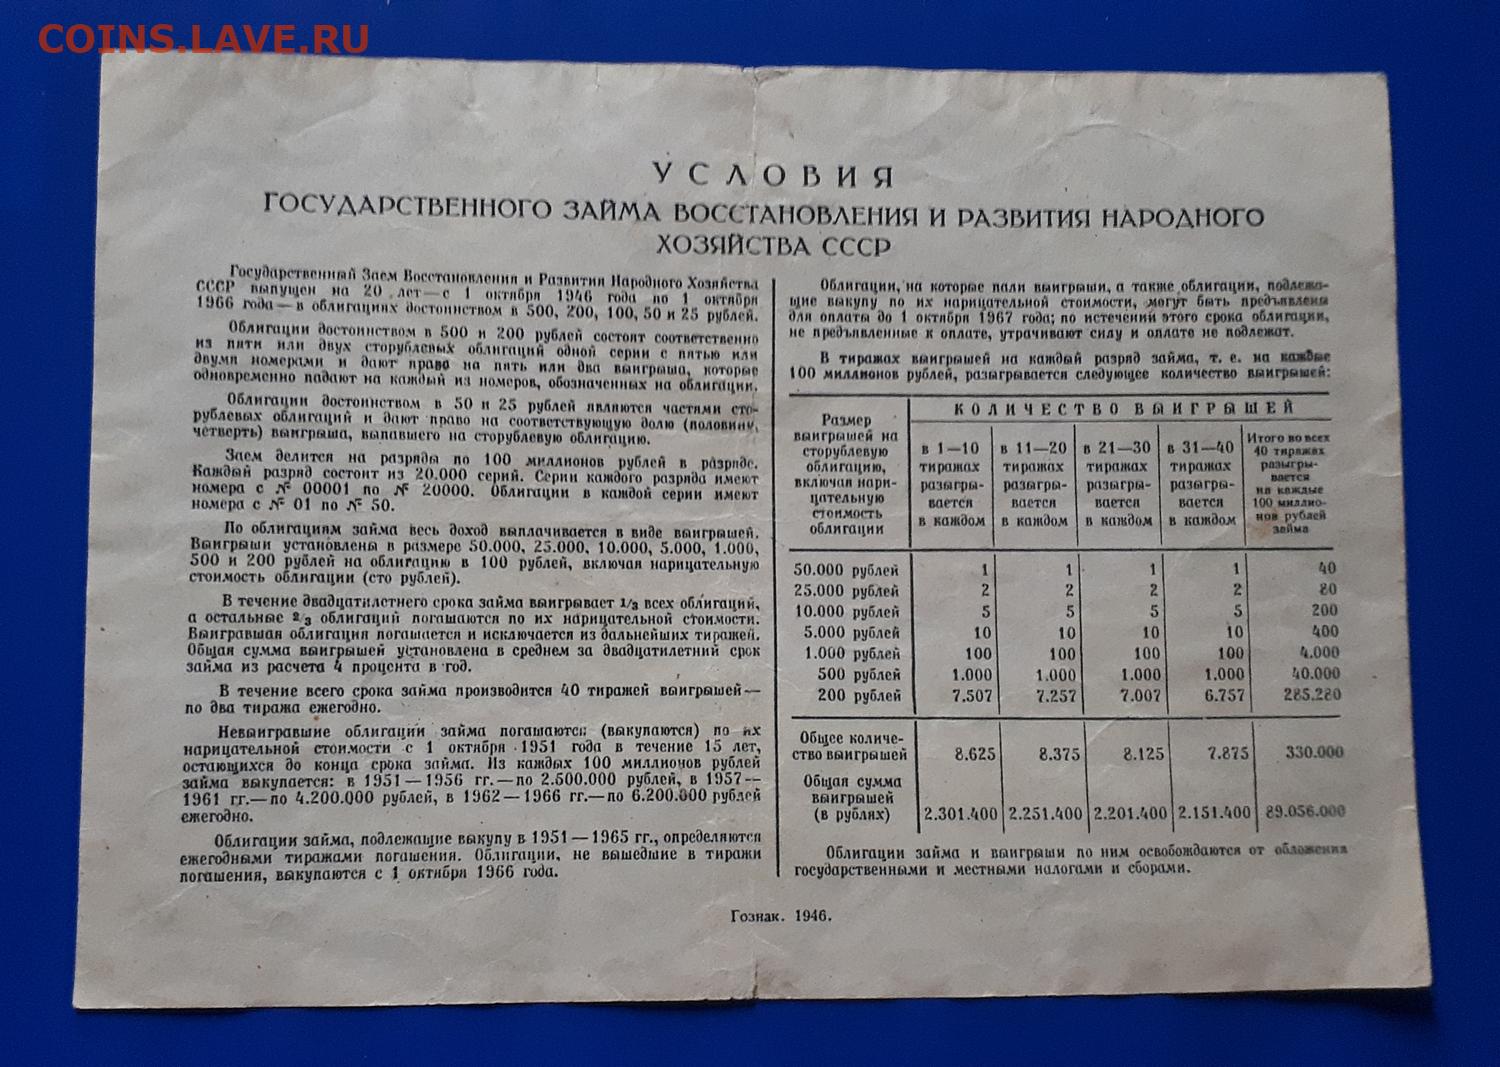 COINS.LAVE.RU
УСЛОВИЯ
ГОСУДАРСТВЕННОГО ЗАЙМА ВОССТАНОВЛЕНИЯ И РАЗВИТИЯ НАРОДНОГО
ХОЗЯЙСТВА СССР
Государственный Заем Восстановления и Развития Народного Хозяйства
СССР выпущен на 20 лет—с 1 октября 1946 года по 1 октября
1966 года—в облигациях достоинством в 500, 200, 100, 50 и 25 рублей.
Облигации достоинством в 500 и 200 рублей состоят соответственно
из пяти или двух сторублевых облигаций одной серии с пятью или
двумя номерами и дают право на пять или два выигрыша, которые
одновременно падают на каждый из номеров, обозначенных на облигации.
Облигации достоинством в 50 и 25 рублей являются частями сто-
рублевых облигаций и дают право на соответствующую долю (половину,
четверть) выигрыша, выпавшего на сторублевую облигацию.
Заем делится на разряды по 100 миллионов рублей в разряде.
Каждый разряд состоит из 20.000 серий. Серии каждого разряда имеют
номера с № 00001 по № 20000. Облигации в каждой серии имеют
номера с № 01 по № 50.
По облигациям займа весь доход выплачивается в виде выигрышей.
Выигрыши установлены в размере 50.000, 25.000, 10.000, 5.000, 1.000,
500 и 200 рублей на облигацию в 100 рублей, включая нарицательную
стоимость облигации (сто рублей).
В течение двадцатилетнего срока займа выигрывает 1/3 всех облигаций,
а остальные 2/3 облигаций погашаются по их нарицательной стоимости.
Выигравшая облигация погашается и исключается из дальнейших тиражей.
Общая сумма выигрышей установлена в среднем за двадцатилетний срок
займа из расчета 4 процента в год.
В течение всего срока займа производится 40 тиражей выигрышей—
по два тиража ежегодно.
Невыигравшие облигации займа погашаются (выкупаются) по их
нарицательной стоимости с 1 октября 1951 года в течение 15 лет,
остающихся до конца срока займа. Из каждых 100 миллионов рублей
займа выкупается: в 1951—1956 гг.—по 2.600.000 рублей, в 1957—
1961 гг.—по 4.200.000 рублей, в 1962—1966 гг.—по 6.200.000 рублей
ежегодно.
Облигации займа, подлежащие выкупу в 1951—1965 гг., определяются
ежегодными тиражами погашения. Облигации, не вышедшие в тиражи
погашения, выкупаются с 1 октября 1966 года.
Облигации, на которые пали выигрыши, а также облигации, подлежа-
щие выкупу по их нарицательной стоимости, могут быть предъявлены
для оплаты до 1 октября 1967 года; по истечении этого срока облигации,
не предъявленные к оплате, утрачивают силу и оплате не подлежат.
В тиражах выигрышей на каждый разряд займа, т. е. на каждые
100 миллионов рублей, разыгрывается следующее количество выигрышей:
Размер
выигрышей на
сторублевую
облигацию,
включая нари-
цательную
стоимость
облигации
КОЛИЧЕСТВО ВЫИГРЫШЕЙ
в 1—10
тиражах
разыгры-
вается
в каждом
в 11—20
тиражах
разыгры-
вается
в каждом
в 21—30
тиражах
разыгры-
вается
в каждом
в 31—40
тиражах
разыгры-
вается
в каждом
Итого во всех
40 тиражах
разыгры-
вается
на каждые
100 миллио-
нов рублей
займа
50.000 рублей 1 1 1 1 40
25.000 рублей 2 2 2 2 80
10.000 рублей 5 5 5 5 200
5.000 рублей 10 10 10 10 400
1.000 рублей 100 100 100 100 4.000
500 рублей 1.000 1.000 1.000 1.000 40.000
200 рублей 7.507 7.257 7.007 6.757 285.280
Общее количе-
ство выигрышей 8.625 8.375 8.125 7.875 330.000
Общая сумма
выигрышей
(в рублях) 2.301.400 2.251.400 2.201.400 2.151.400 89.056.000
Облигации займа и выигрыши по ним освобождаются от обложения
государственными и местными налогами и сборами.
Гознак. 1946.